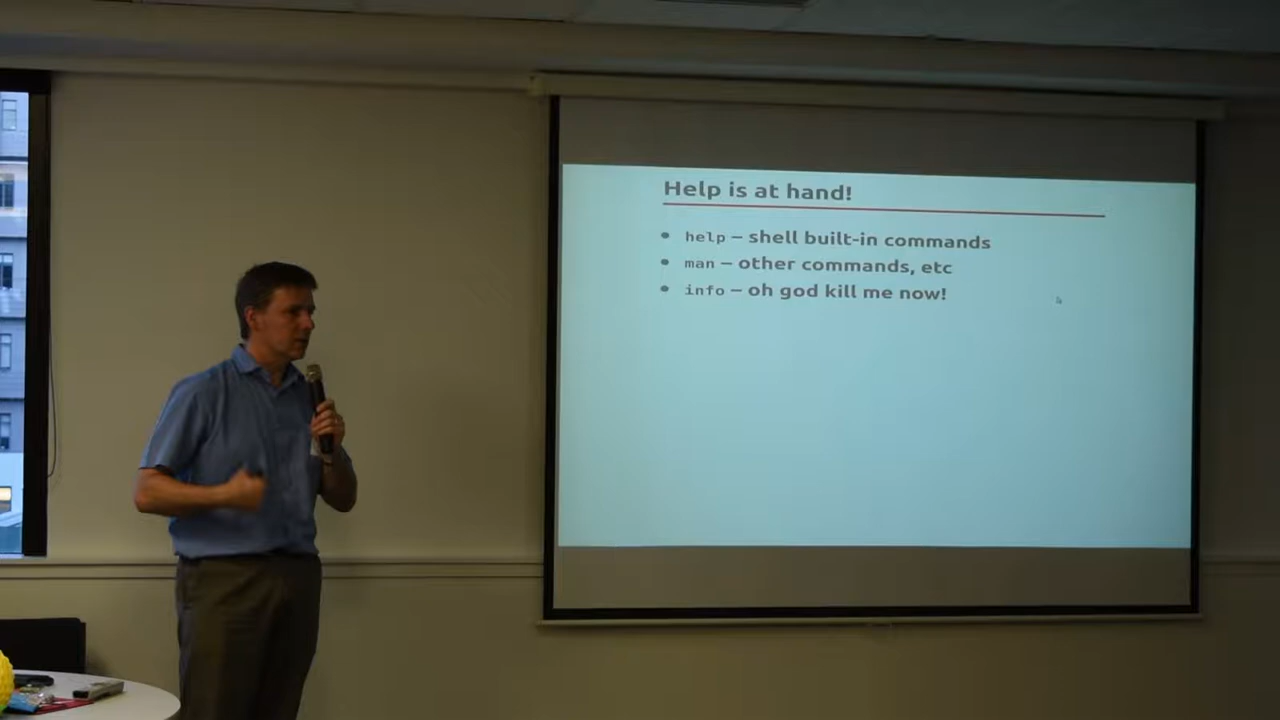 Help is at hand!
• help – shell built-in commands
• man – other commands, etc
• info – oh god kill me now!